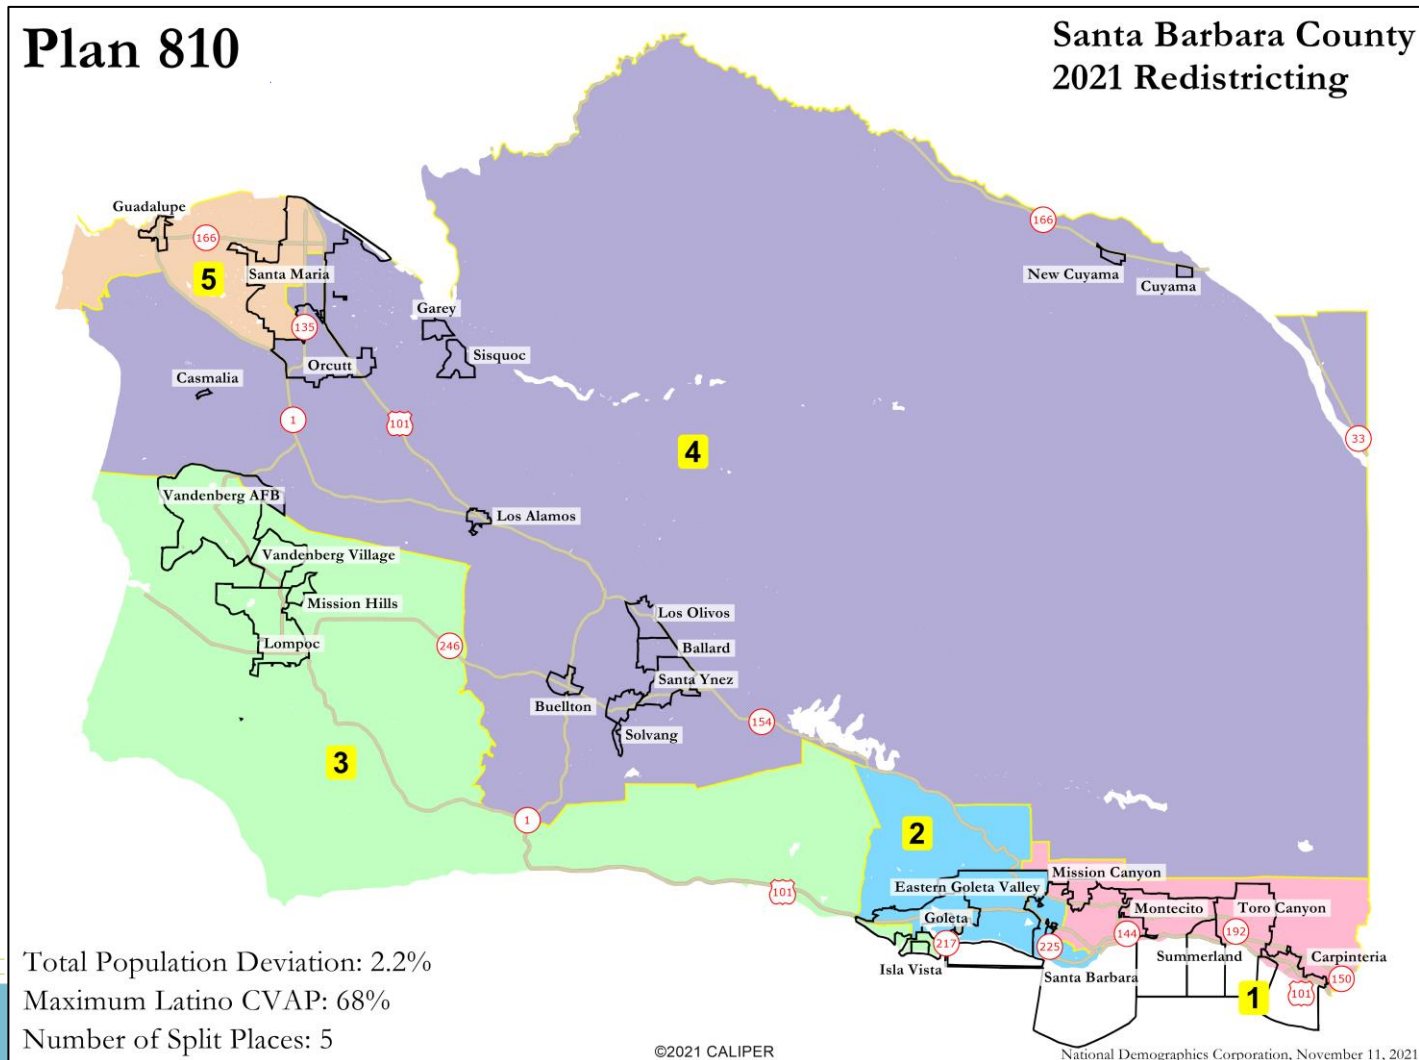 Plan 810
Santa Barbara County
2021 Redistricting
Guadalupe
166
166
5
Santa Maria
New Cuyama
Cuyama
Garey
135
Sisquoc
Orcutt
Casmalia
1
101
4
33
Vandenberg AFB
Los Alamos
Vandenberg Village
Mission Hills
Los Olivos
Lompoc
246
Ballard
Santa Ynez
Buellton
154
Solvang
3
1
2
Mission Canyon
101
Eastern Goleta Valley
Montecito
Toro Canyon
Goleta
217
225
144
192
Isla Vista
Santa Barbara
Summerland
Carpinteria
150
1
101
Total Population Deviation: 2.2%
Maximum Latino CVAP: 68%
Number of Split Places: 5
©2021 CALIPER
National Demographics Corporation, November 11, 2021